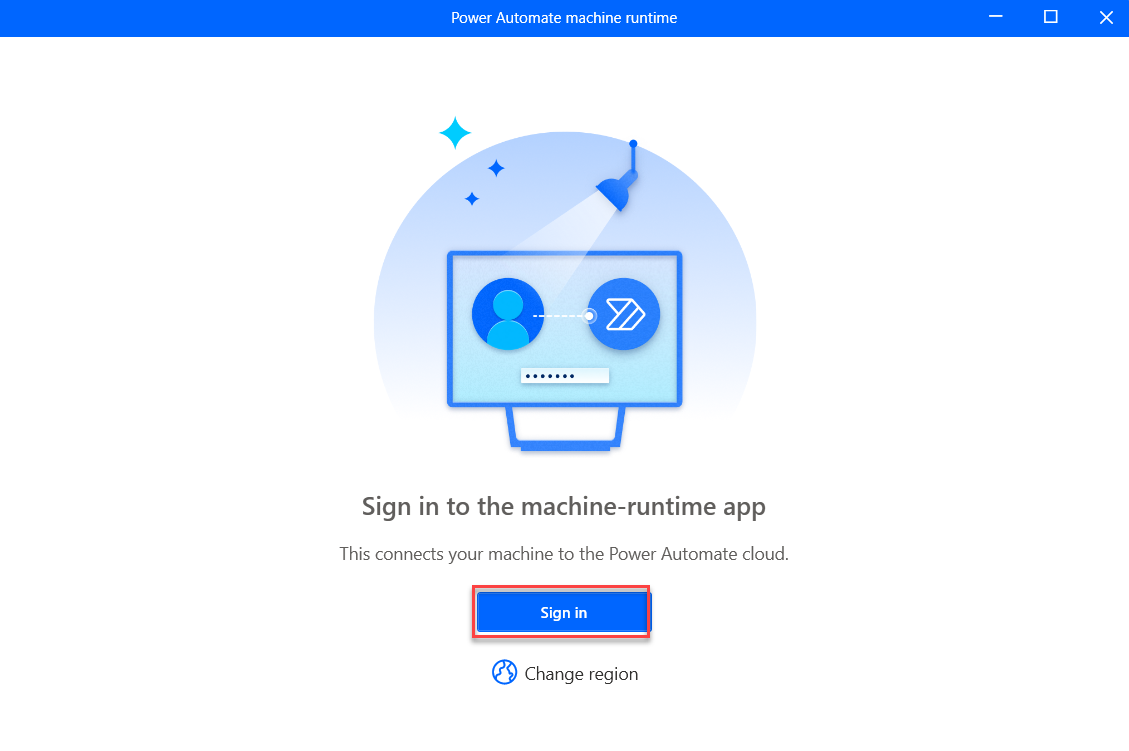 Power Automate machine runtime
Sign in to the machine-runtime app
This connects your machine to the Power Automate cloud.
Sign in
Change region